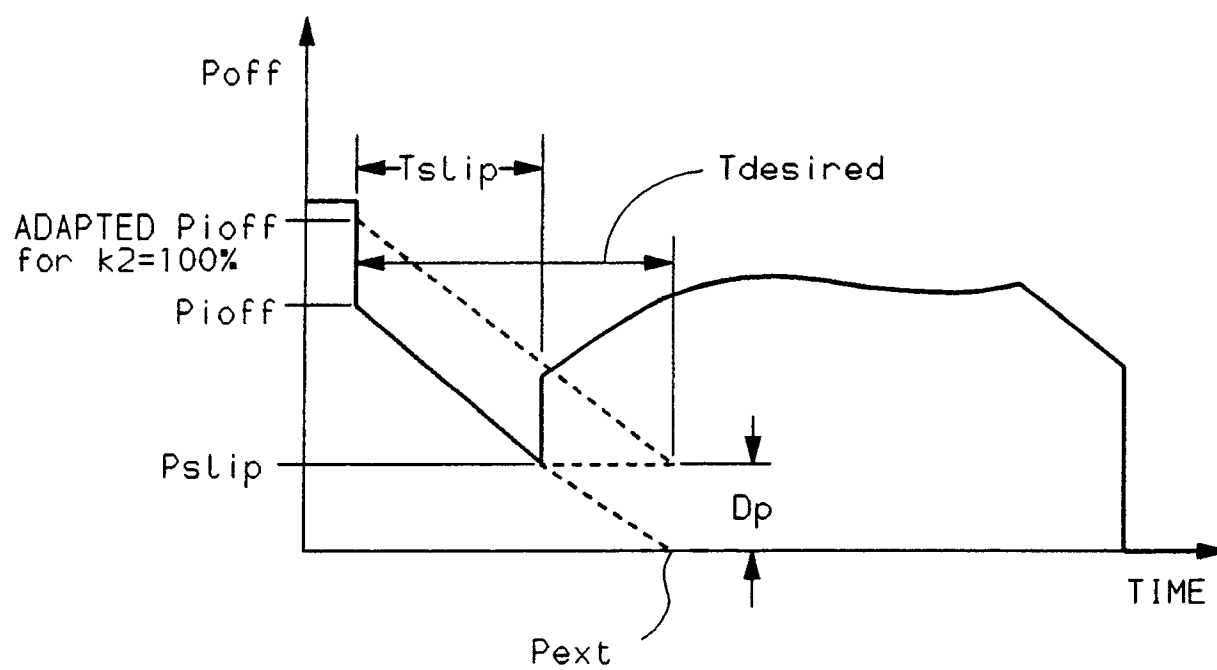 Poff
Tslip
Tdesired
ADAPTED Pioff
for k2=100%
Pioff
Pslip
Dp
TIME
Pext